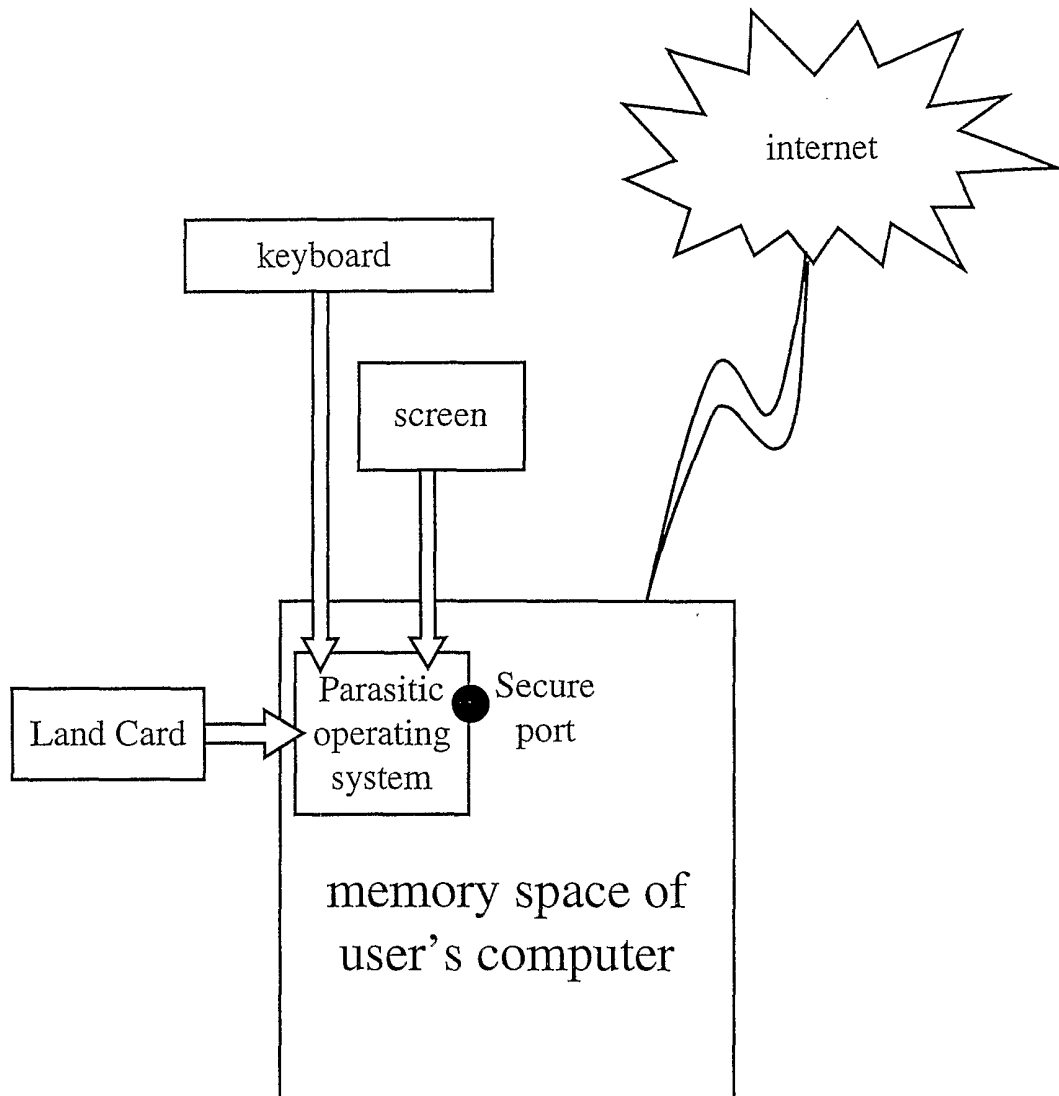 internet
keyboard
screen
Land Card
Parasitic
operating
system
Secure
port
memory space of
user's computer